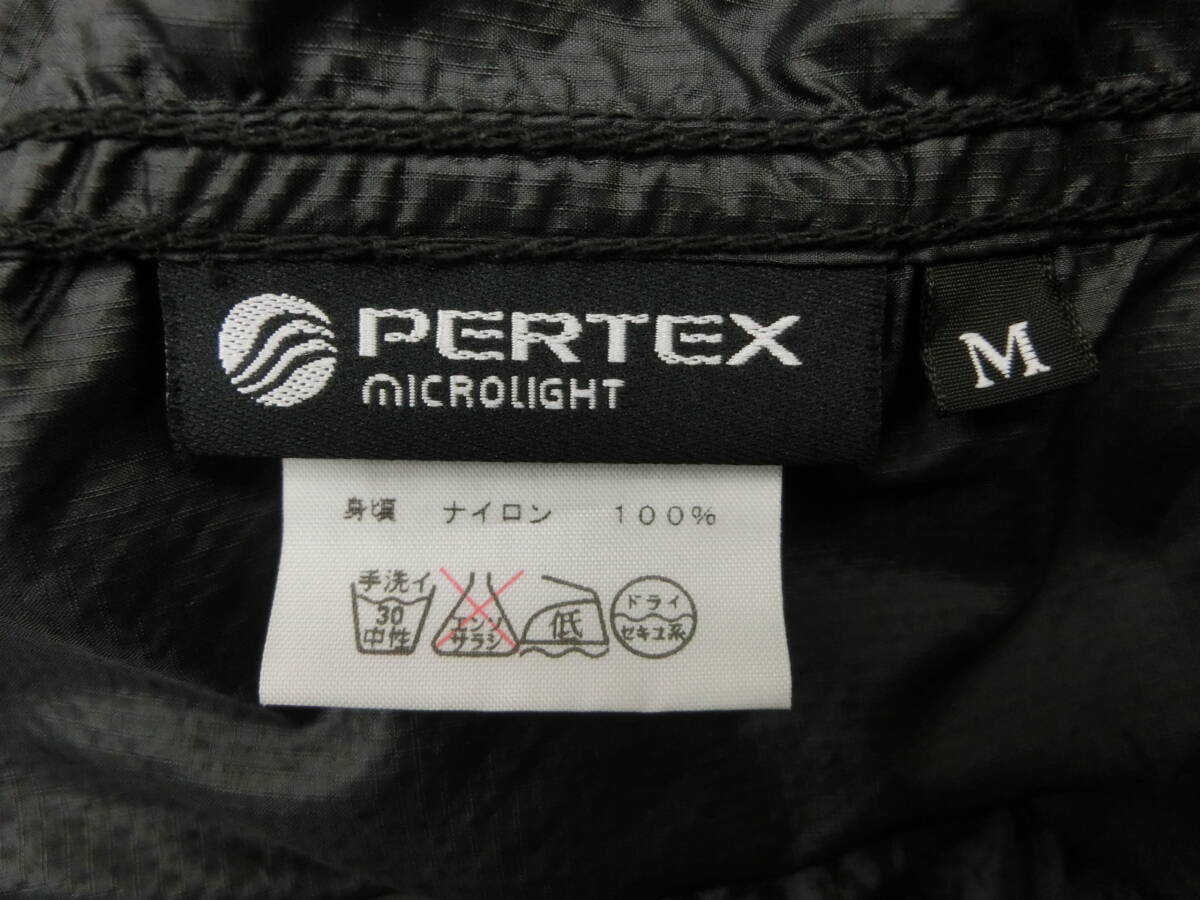 PERTEX
MICROLIGHT
M
身頃 ナイロン 100%
手洗イ
30
中性
エンソ
サラシ
低
ドライ
セキユ系